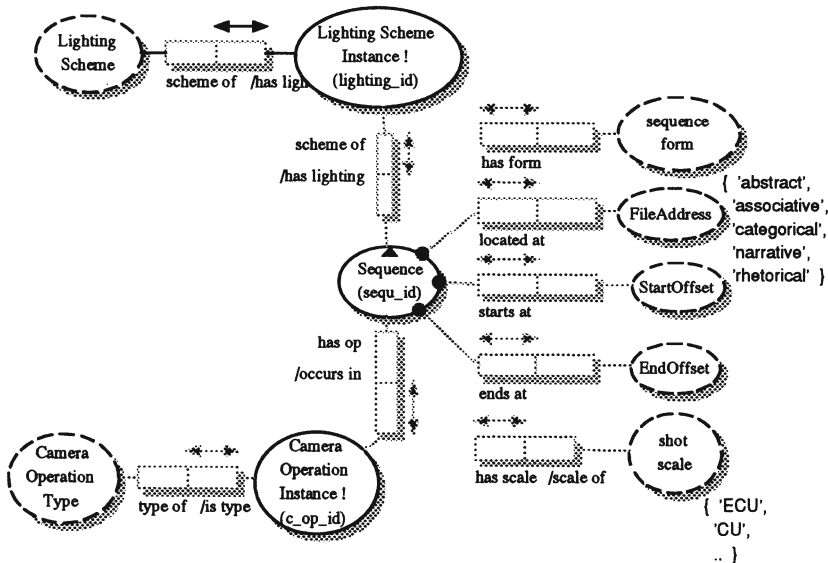 Lighting
Scheme
scheme of
/has ligh
Lighting Scheme
Instance !
(lighting_id)
scheme of
/has lighting
has form
sequence
form
{ 'abstract',
'associative',
'categorical',
'narrative',
'rhetorical' }
located at
FileAddress
Sequence
(sequ_id)
starts at
StartOffset
ends at
EndOffset
has op
/occurs in
has scale /scale of
shot
scale
{ 'ECU',
'CU',
.. }
Camera
Operation
Type
type of /is type
Camera
Operation
Instance !
(c_op_id)